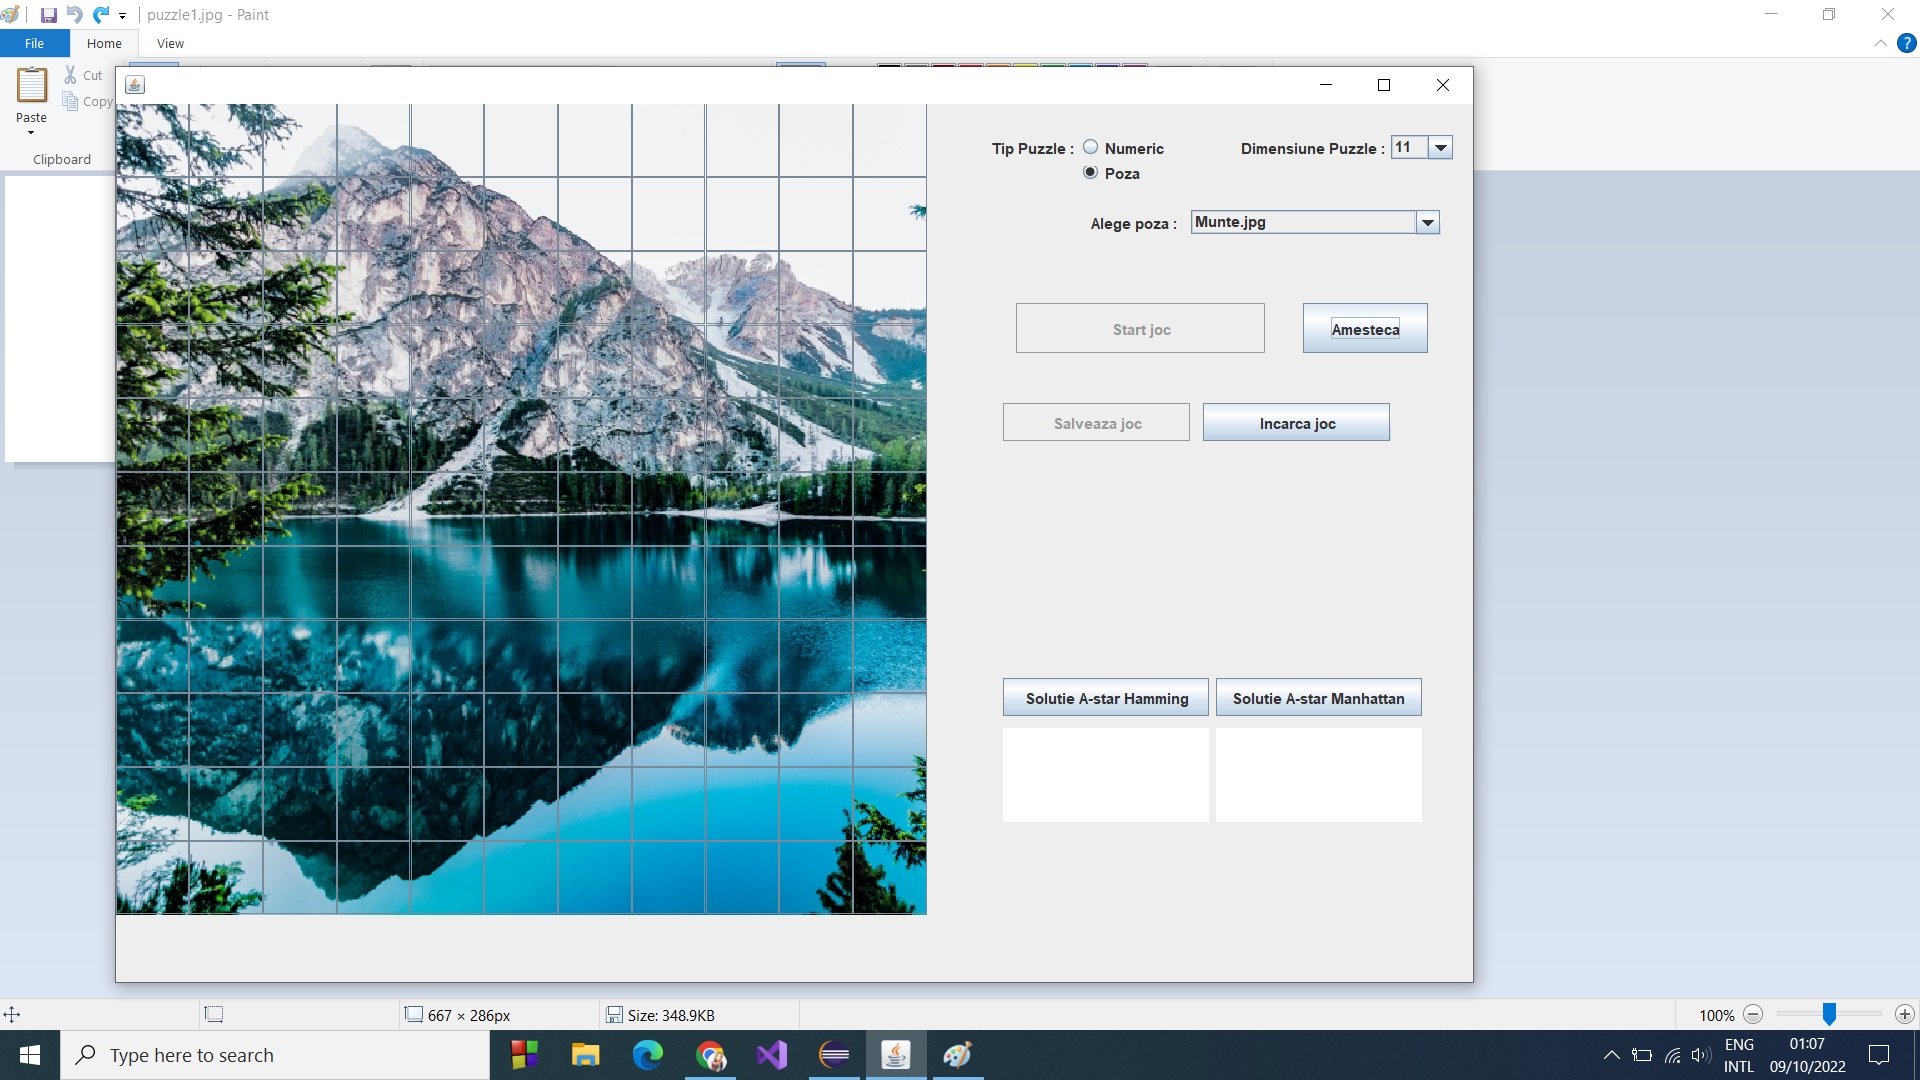 puzzle1.jpg - Paint
File Home View
Cut
Copy
Paste
Clipboard
Tip Puzzle : Numeric Dimensiune Puzzle : 11
Poza
Alege poza : Munte.jpg
Start joc Amesteca
Salveaza joc Incarca joc
Solutie A-star Hamming Solutie A-star Manhattan
667 × 286px Size: 348.9KB 100%
Type here to search
ENG 01:07
INTL 09/10/2022